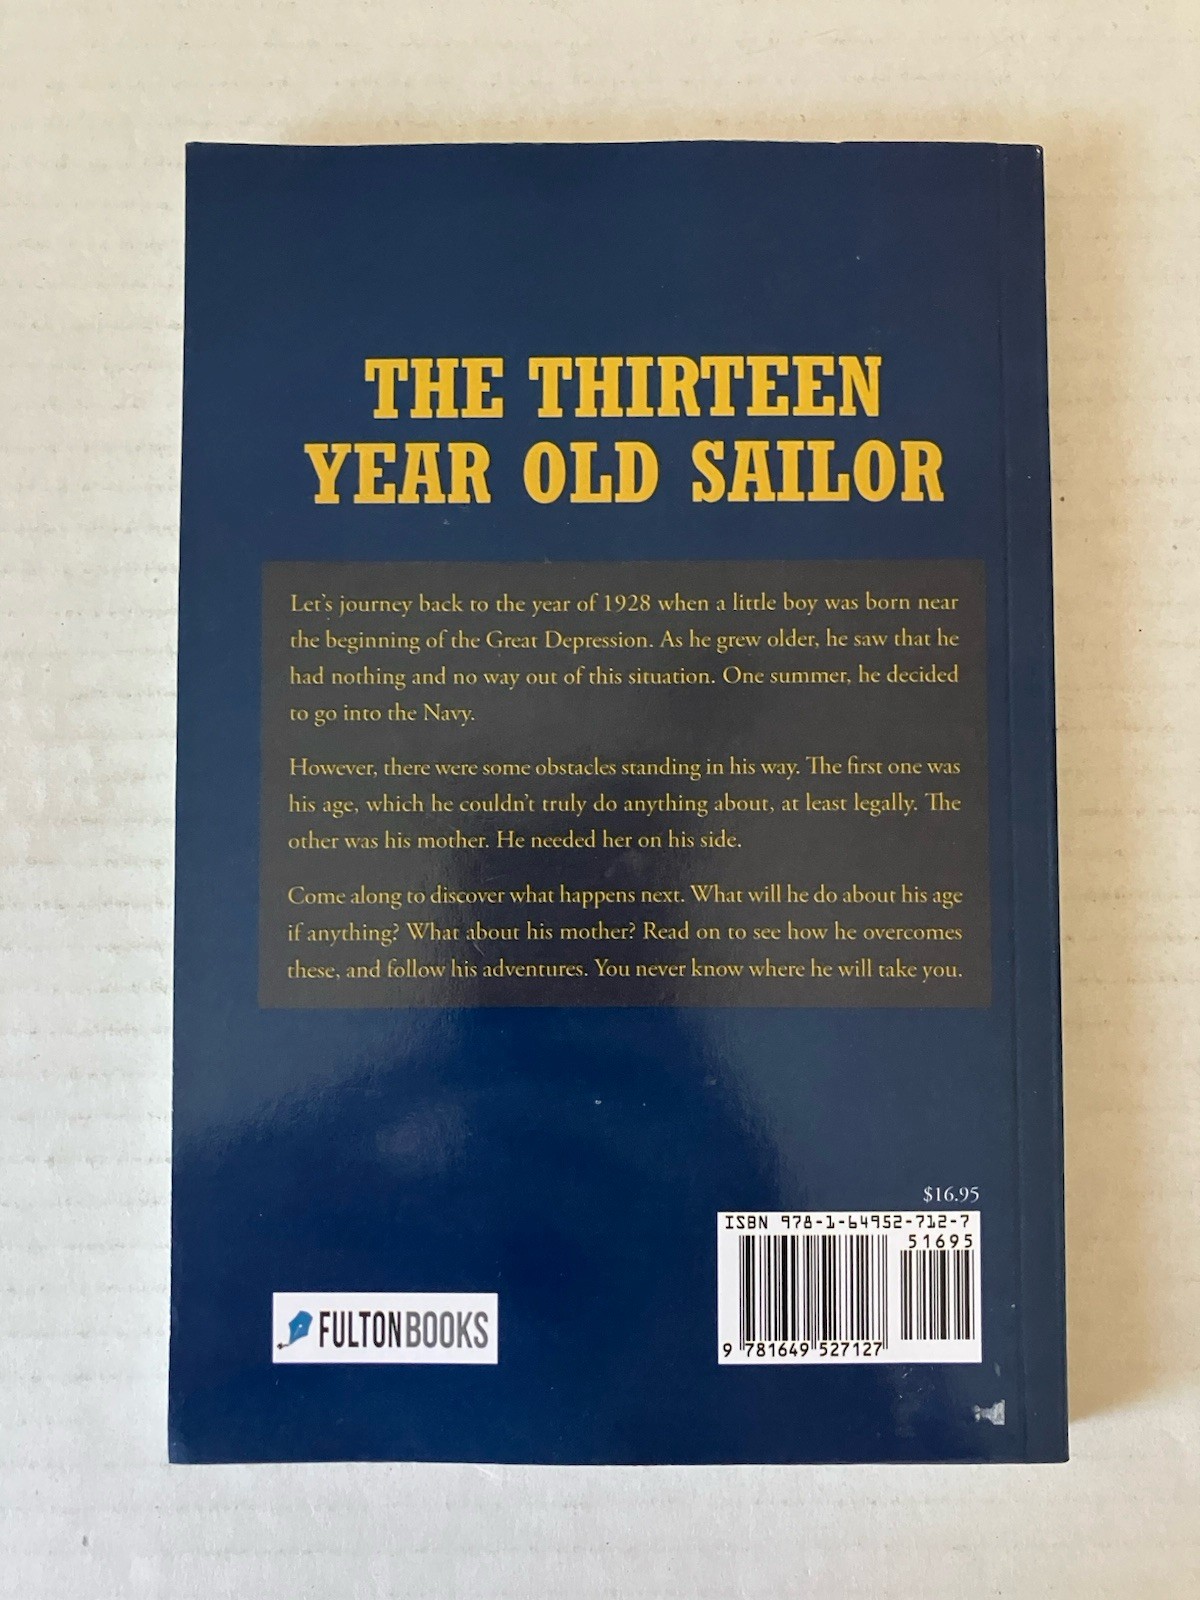 THE THIRTEEN
YEAR OLD SAILOR
Let's journey back to the year of 1928 when a little boy was born near
the beginning of the Great Depression. As he grew older, he saw that he
had nothing and no way out of this situation. One summer, he decided
to go into the Navy.
However, there were some obstacles standing in his way. The first one was
his age, which he couldn't truly do anything about, at least legally. The
other was his mother. He needed her on his side.
Come along to discover what happens next. What will he do about his age
if anything? What about his mother? Read on to see how he overcomes
these, and follow his adventures. You never know where he will take you.
$16.95
ISBN 978-1-64952-712-7
51695
9 781649 527127
FULTON BOOKS